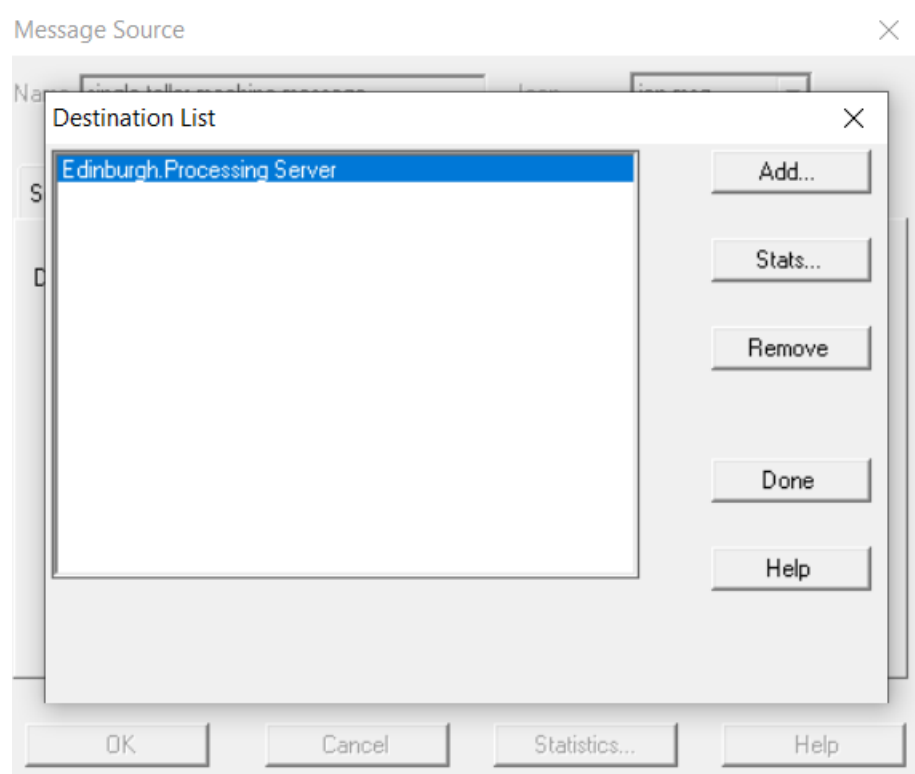 Message Source
Destination List
Edinburgh.Processing Server
Add...
Stats...
Remove
Done
Help
OK
Cancel
Statistics...
Help